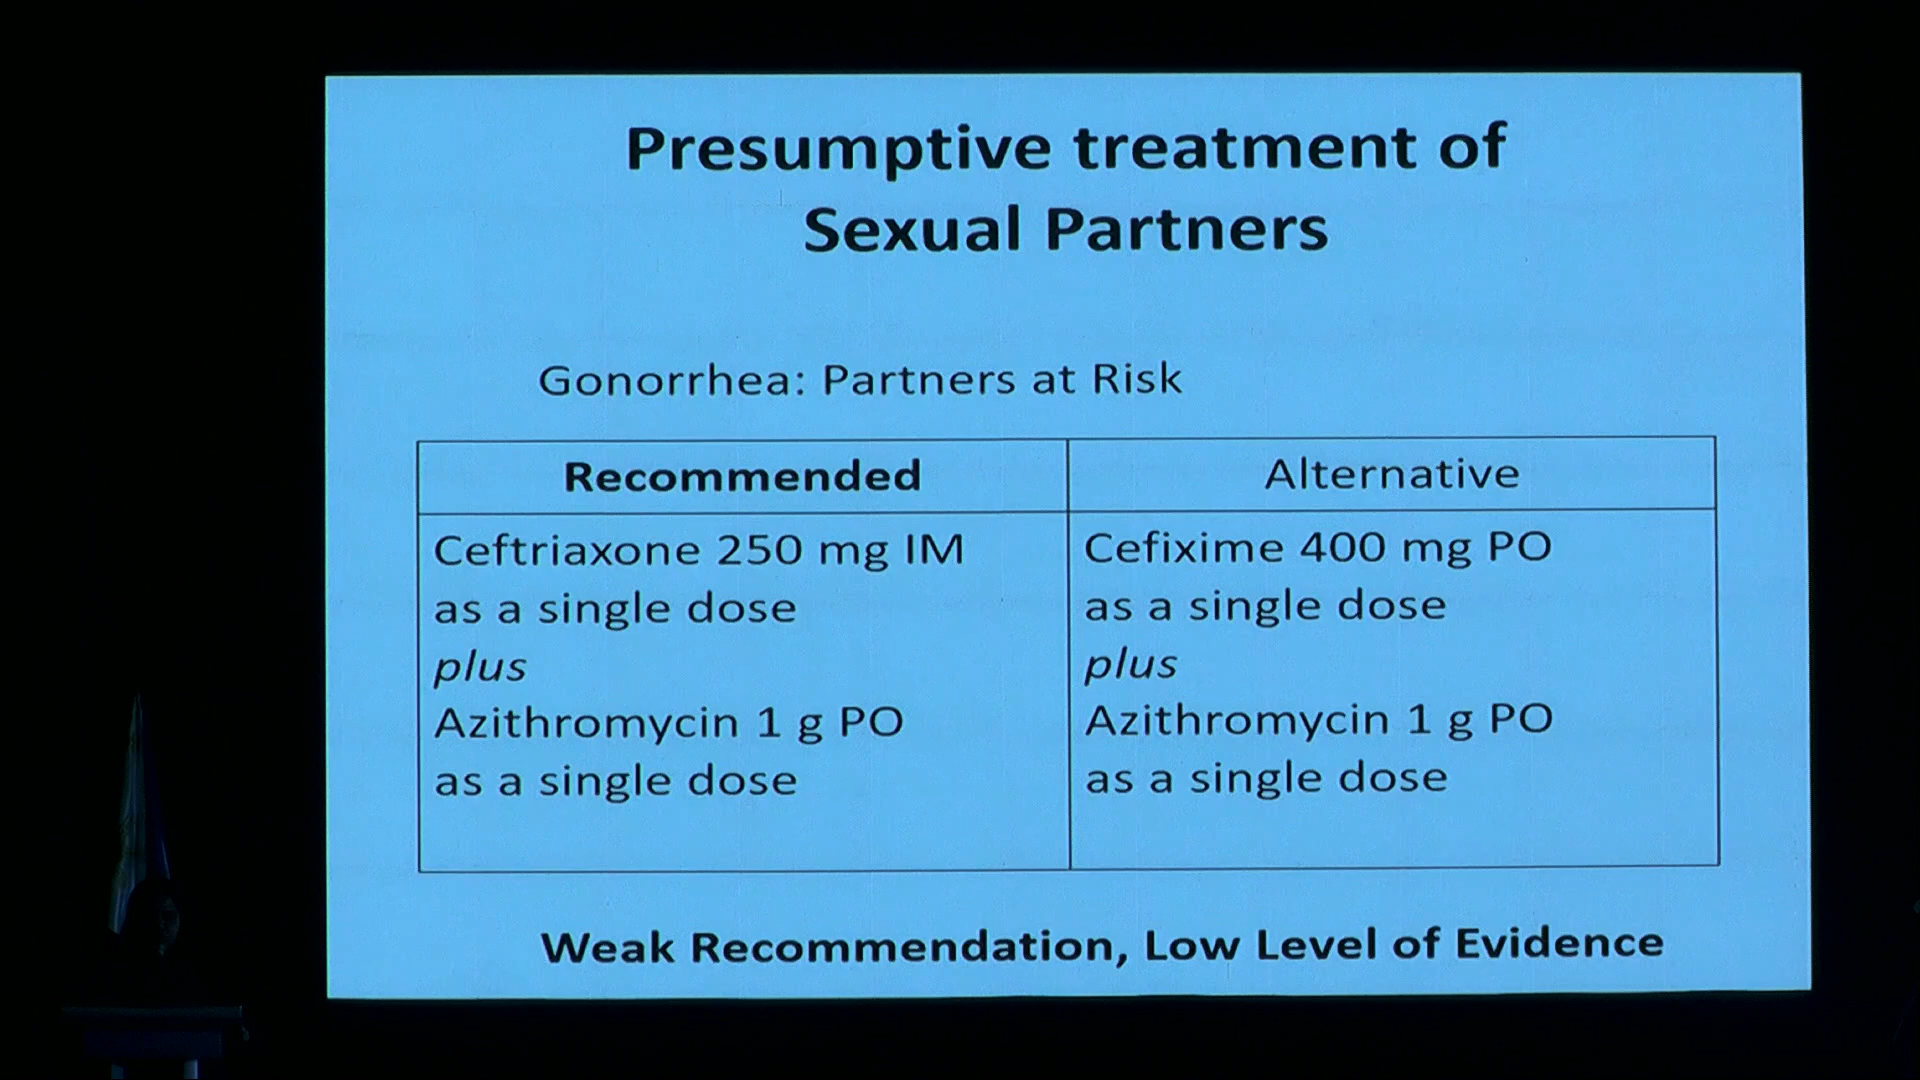 Presumptive treatment of
Sexual Partners
Gonorrhea: Partners at Risk
Recommended
Alternative
Ceftriaxone 250 mg IM
as a single dose
plus
Azithromycin 1 g PO
as a single dose
Cefixime 400 mg PO
as a single dose
plus
Azithromycin 1 g PO
as a single dose
Weak Recommendation, Low Level of Evidence